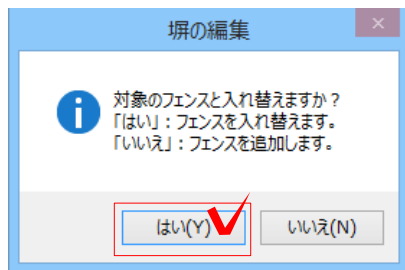 塀の編集
対象のフェンスと入れ替えますか？
「はい」：フェンスを入れ替えます。
「いいえ」：フェンスを追加します。
はい(Y)
いいえ(N)